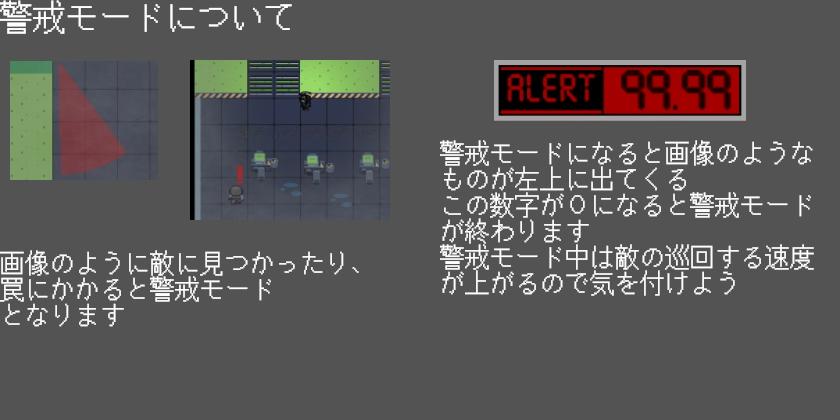 警戒モードについて
ALERT 99.99
画像のように敵に見つかったり、
罠にかかると警戒モード
となります
警戒モードになると画像のような
ものが左上に出てくる
この数字が０になると警戒モード
が終わります
警戒モード中は敵の巡回する速度
が上がるので気を付けよう